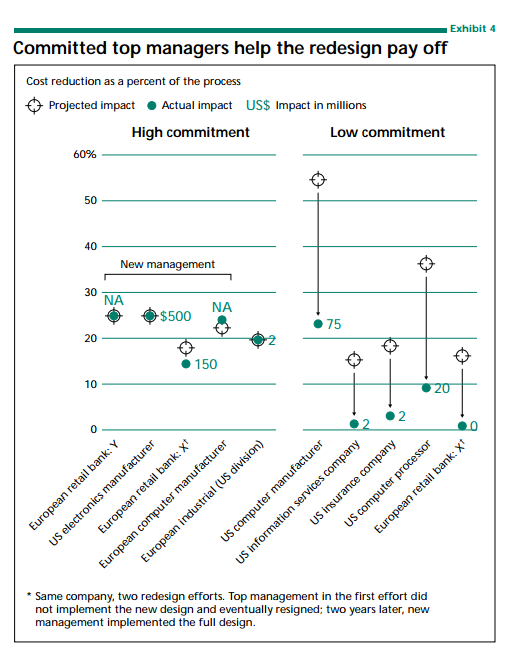 Exhibit 4
Committed top managers help the redesign pay off
Cost reduction as a percent of the process
Projected impact Actual impact US$ Impact in millions
High commitment Low commitment
60%
50
40
New management
30
NA
$500
NA
75
20
2
150
10
20
2
2
0
0
European retail bank: Y
US electronics manufacturer
European retail bank: X†
European computer manufacturer
European industrial (US division)
US computer manufacturer
US information services company
US insurance company
US computer processor
European retail bank: X†
* Same company, two redesign efforts. Top management in the first effort did
not implement the new design and eventually resigned; two years later, new
management implemented the full design.